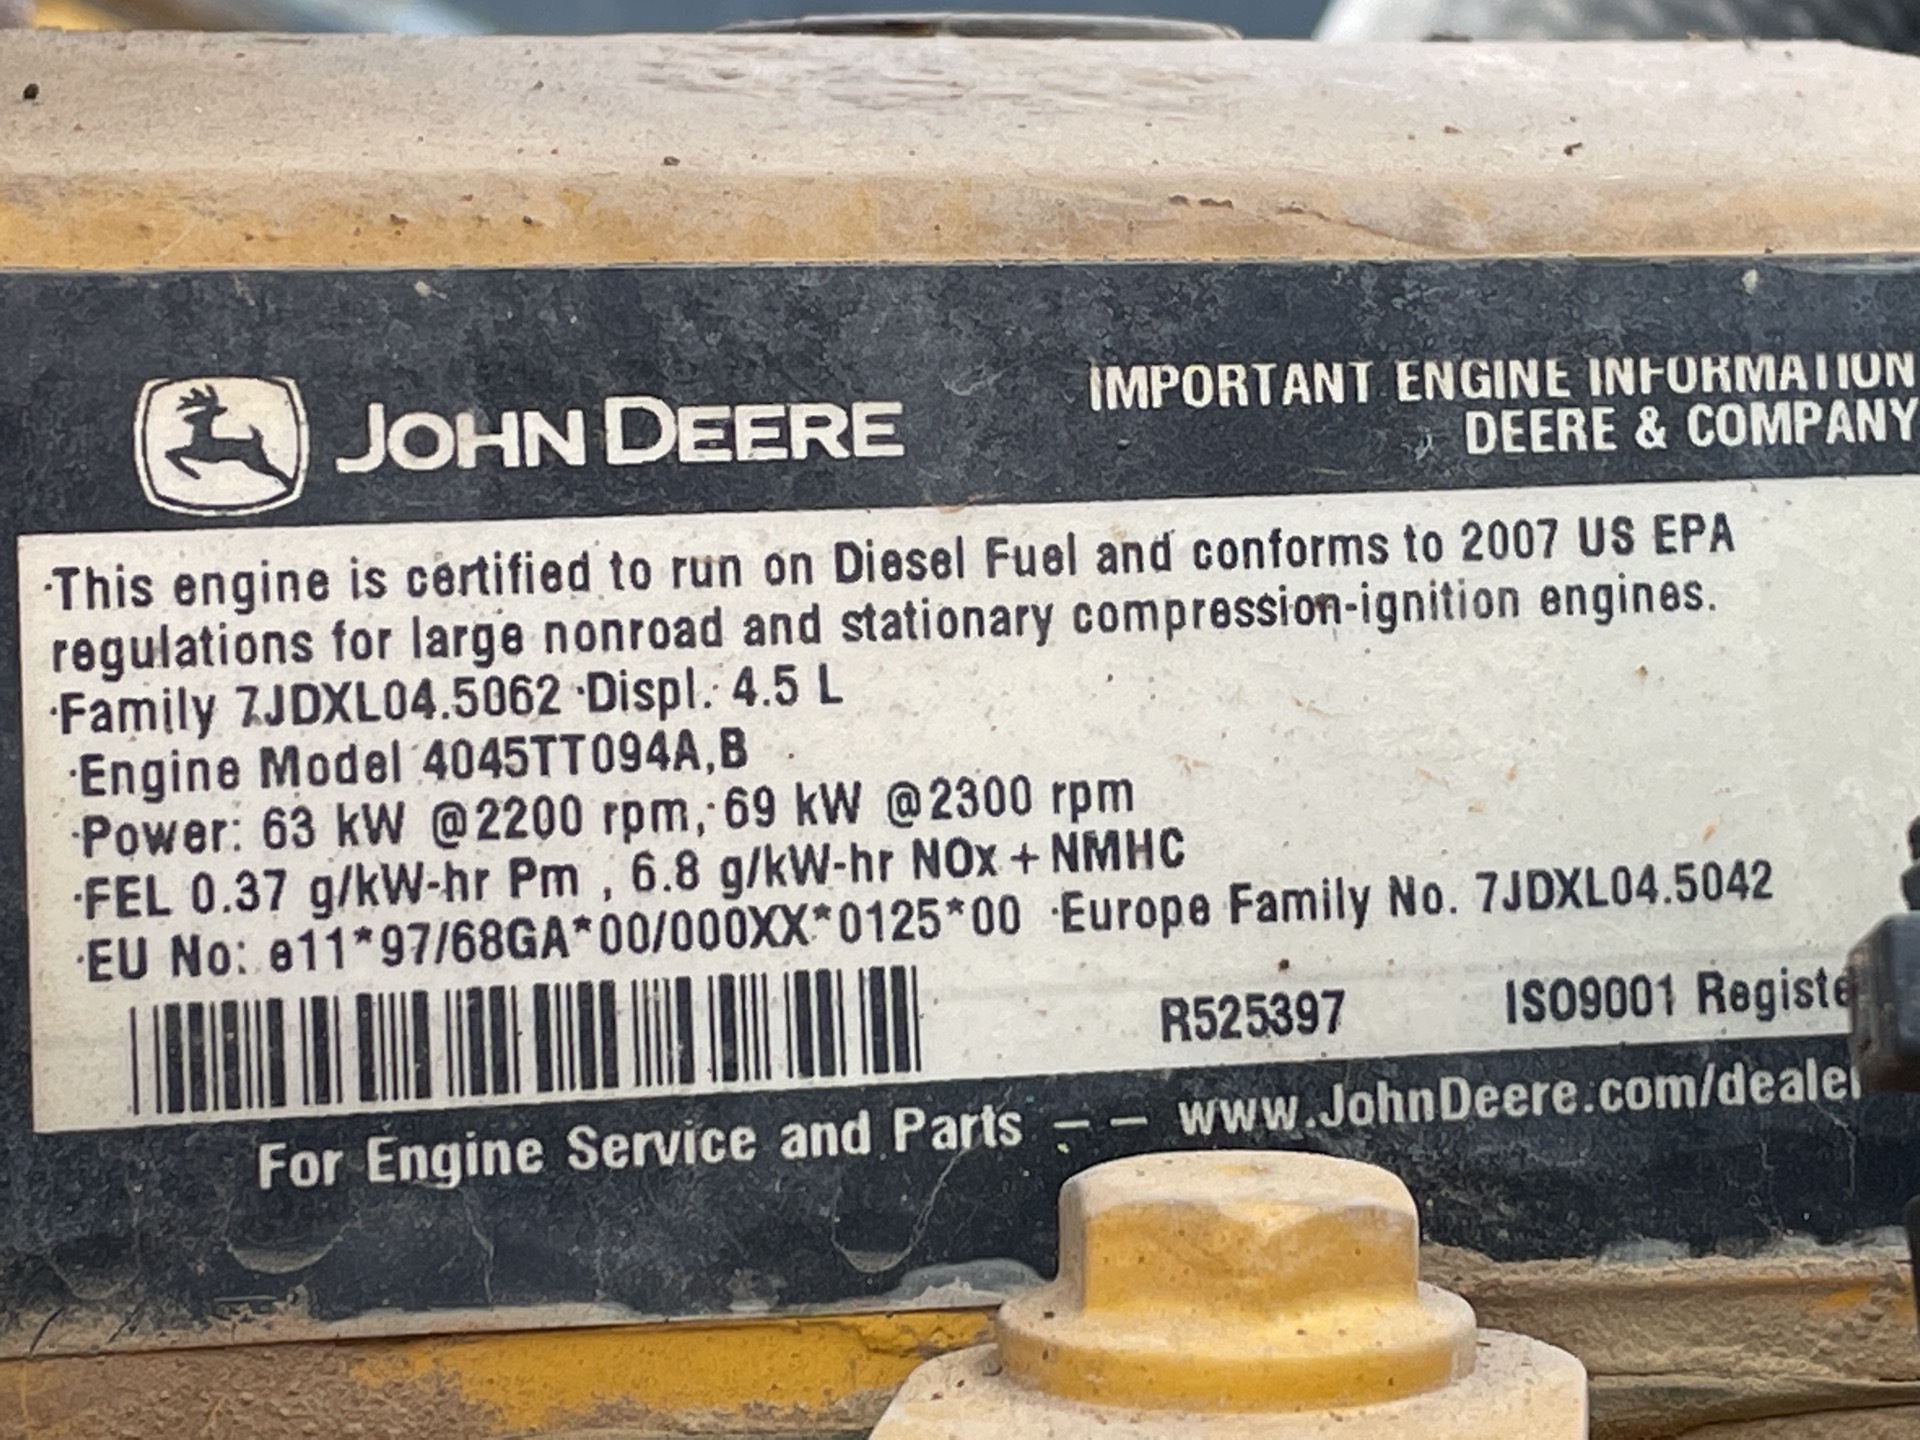 JOHN DEERE
IMPORTANT ENGINE INFORMATION
DEERE & COMPANY
·This engine is certified to run on Diesel Fuel and conforms to 2007 US EPA
regulations for large nonroad and stationary compression-ignition engines.
·Family 7JDXL04.5062 ·Displ.: 4.5 L
·Engine Model 4045TT094A,B
·Power: 63 kW @2200 rpm, 69 kW @2300 rpm
·FEL 0.37 g/kW-hr Pm , 6.8 g/kW-hr NOx + NMHC
·EU No: e11*97/68GA*00/000XX*0125*00 ·Europe Family No. 7JDXL04.5042
R525397 ISO9001 Registe
For Engine Service and Parts -- www.JohnDeere.com/dealer